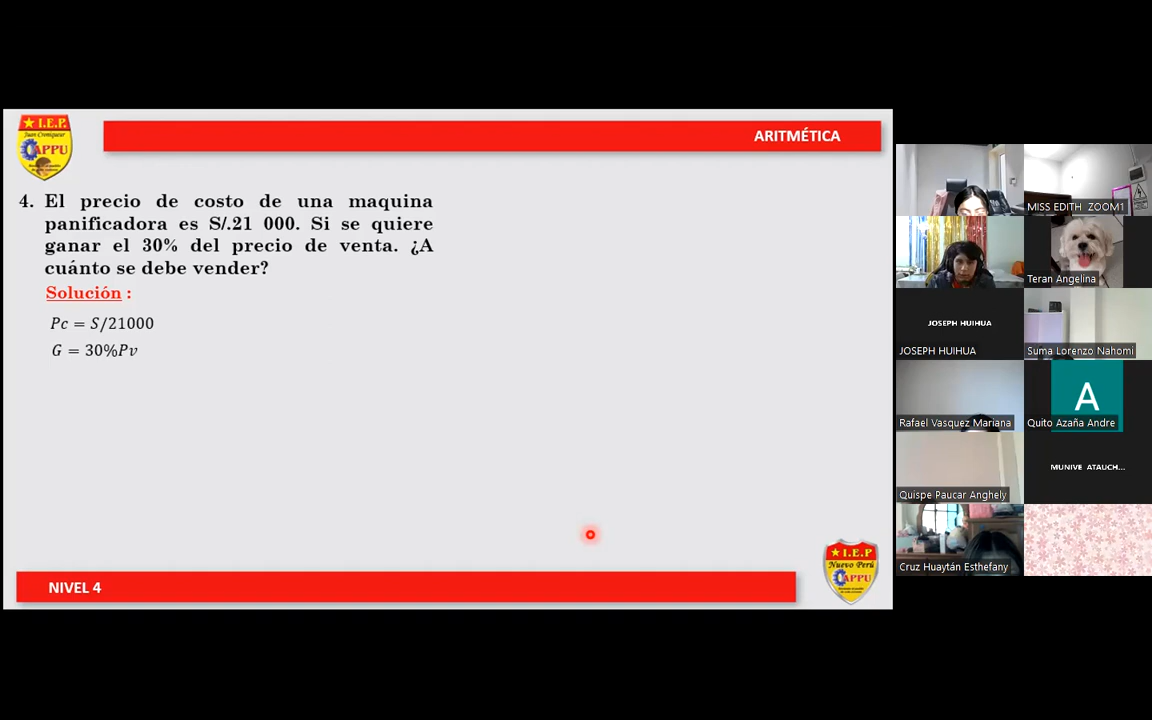 I.E.P.
Juan Cromiqueur
APPU
ARITMÉTICA
4. El precio de costo de una maquina
panificadora es S/.21 000. Si se quiere
ganar el 30% del precio de venta. ¿A
cuánto se debe vender?
Solución :
Pc = S/21000
G = 30%Pv
NIVEL 4
I.E.P
Nuevo Perú
APPU
MISS EDITH ZOOM1
Teran Angelina
JOSEPH HUIHUA
JOSEPH HUIHUA
Suma Lorenzo Nahomi
Rafael Vasquez Mariana
A
Quito Azaña Andre
Quispe Paucar Anghely
MUNIVE ATAUCH...
Cruz Huaytán Esthefany